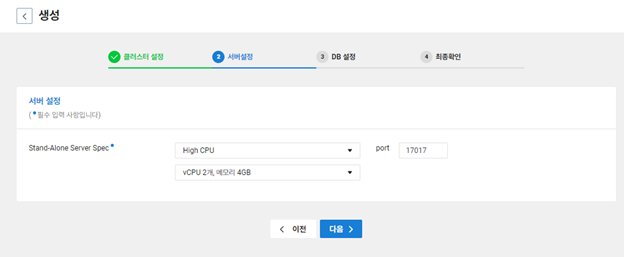 생성
클러스터 설정
2 서버설정
3 DB 설정
4 최종확인
서버 설정
( 필수 입력 사항입니다)
Stand-Alone Server Spec
High CPU
port
17017
vCPU 2개, 메모리 4GB
이전
다음